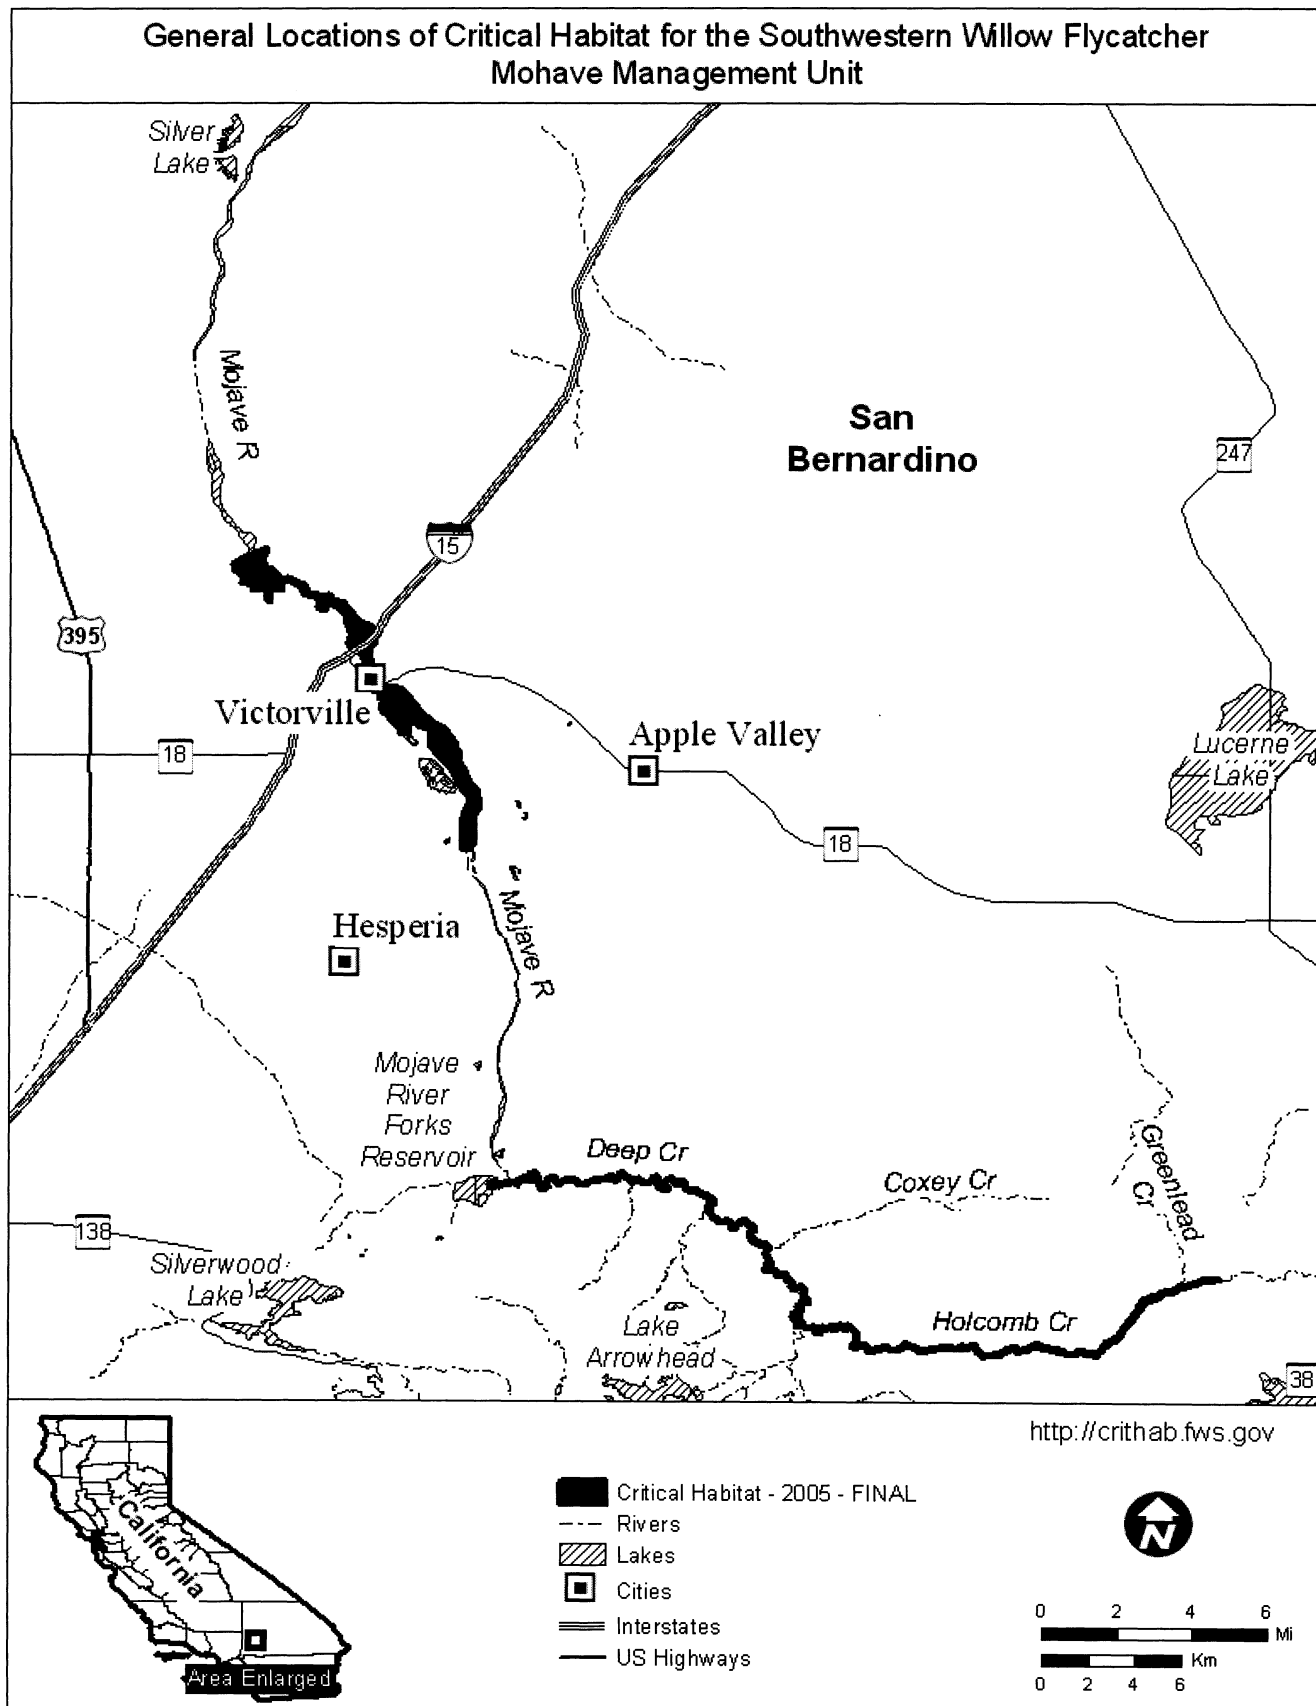 General Locations of Critical Habitat for the Southwestern Willow Flycatcher
Mohave Management Unit
Silver
Lake
Mojave R
San
Bernardino
247
15
395
Victorville
18
Apple Valley
Lucerne
Lake
18
Hesperia
Mojave R
Mojave
River
Forks
Reservoir
Deep Cr
Coxey Cr
Greenlead
Cr
138
Silverwood
Lake
Holcomb Cr
Lake
Arrowhead
38
http://crithab.fws.gov
California
Area Enlarged
Critical Habitat - 2005 - FINAL
Rivers
Lakes
Cities
Interstates
US Highways
N
0 2 4 6
Mi
Km
0 2 4 6